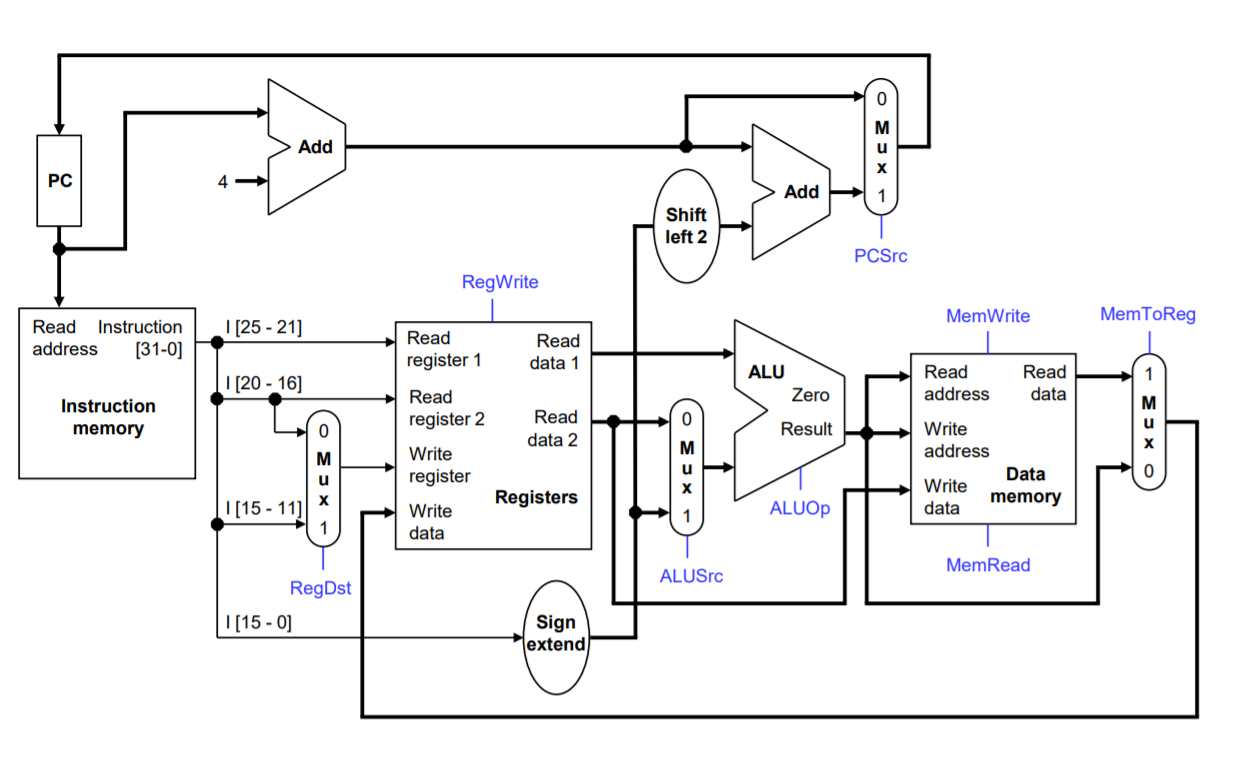 PC
4
Add
Shift
left 2
Add
0
M
u
x
1
PCSrc
Read
address
Instruction
[31-0]
Instruction
memory
I [25 - 21]
I [20 - 16]
I [15 - 11]
I [15 - 0]
0
M
u
x
1
RegDst
RegWrite
Read
register 1
Read
data 1
Read
register 2
Read
data 2
Write
register
Write
data
Registers
Sign
extend
0
M
u
x
1
ALUSrc
ALU
Zero
Result
ALUOp
MemWrite
Read
address
Read
data
Write
address
Write
data
Data
memory
MemRead
MemToReg
1
M
u
x
0